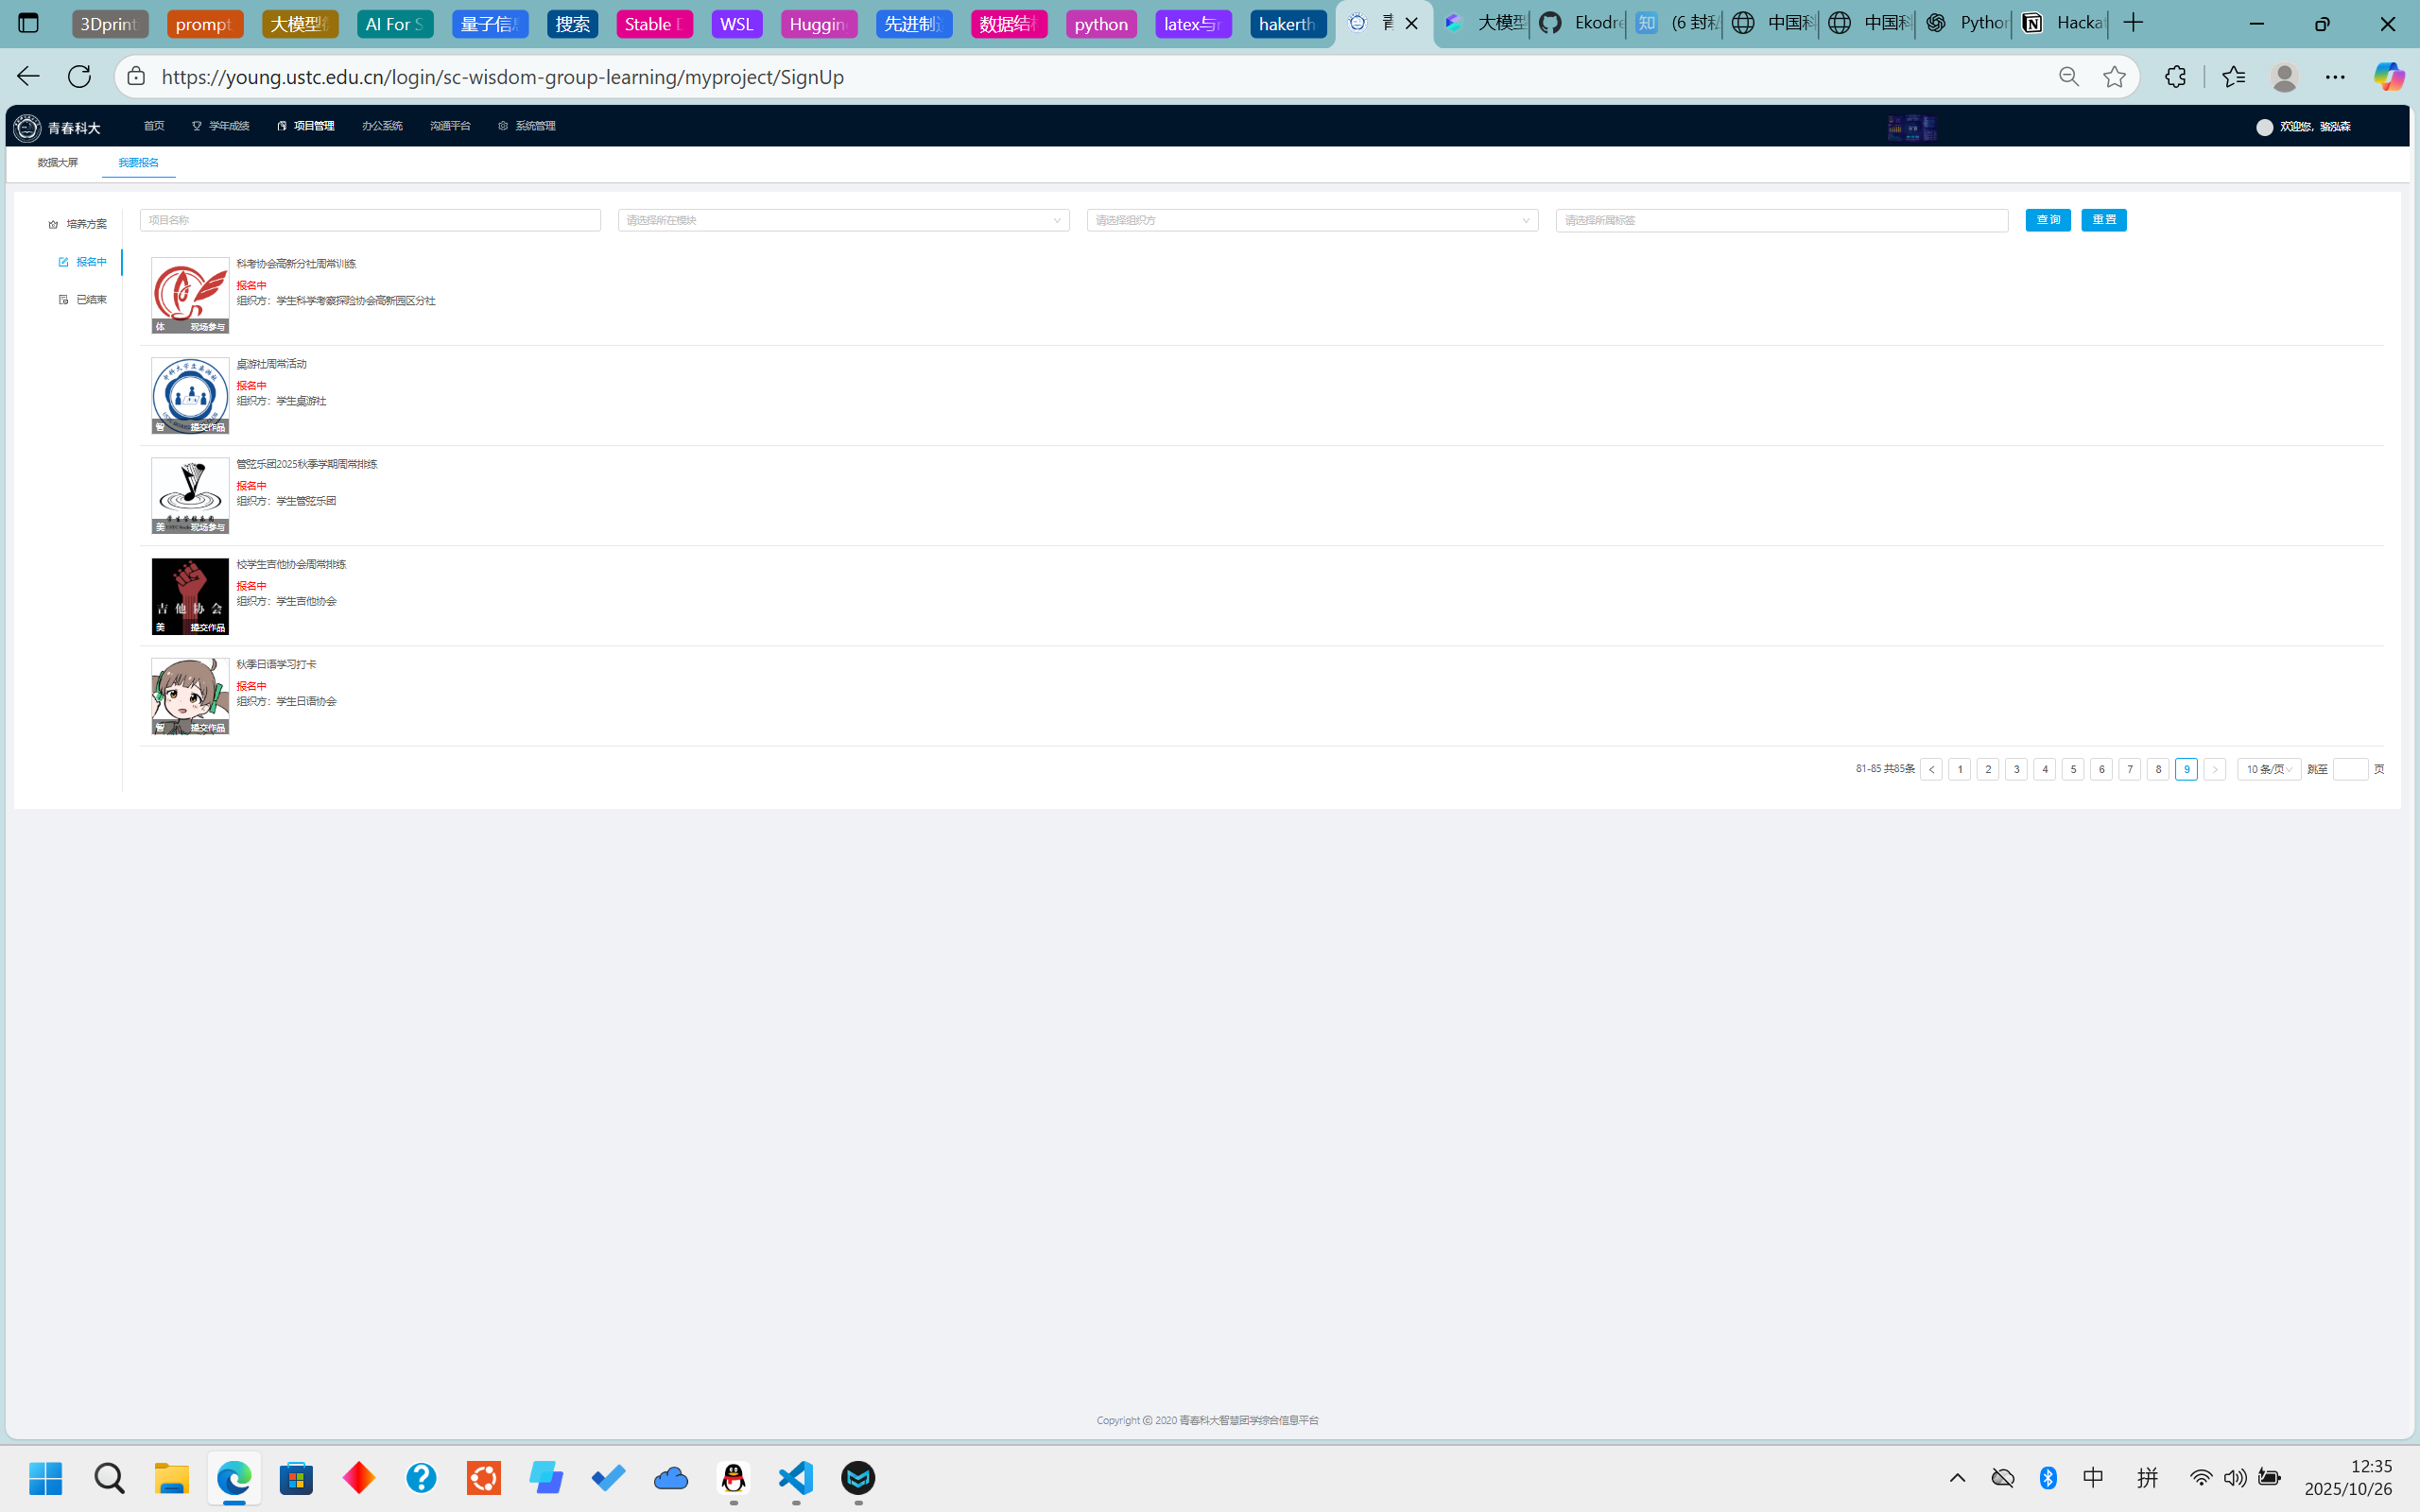 3Dprint
prompt
大模型
AI For S
量子信息
搜索
Stable D
WSL
Huggin
先进制造
数据结构
python
latex与
hakerth
大模型
Ekodre
(6 封私
中国科
中国科
Python
Hackat
https://young.ustc.edu.cn/login/sc-wisdom-group-learning/myproject/SignUp
青春科大
首页
学年成绩
项目管理
办公系统
沟通平台
系统管理
欢迎您，骆泓森
数据大屏
我要报名
培养方案
报名中
已结束
项目名称
请选择所在模块
请选择组织方
请选择所属标签
查 询
重 置
科考协会高新分社周常训练
报名中
组织方：学生科学考察探险协会高新园区分社
体 现场参与
桌游社周常活动
报名中
组织方：学生桌游社
智 提交作品
管弦乐团2025秋季学期周常排练
报名中
组织方：学生管弦乐团
美 现场参与
校学生吉他协会周常排练
报名中
组织方：学生吉他协会
吉他协会
美 提交作品
秋季日语学习打卡
报名中
组织方：学生日语协会
智 提交作品
81-85 共85条 < 1 2 3 4 5 6 7 8 9 > 10 条/页 跳至 页
Copyright © 2020 青春科大智慧团学综合信息平台
中
拼
12:35
2025/10/26